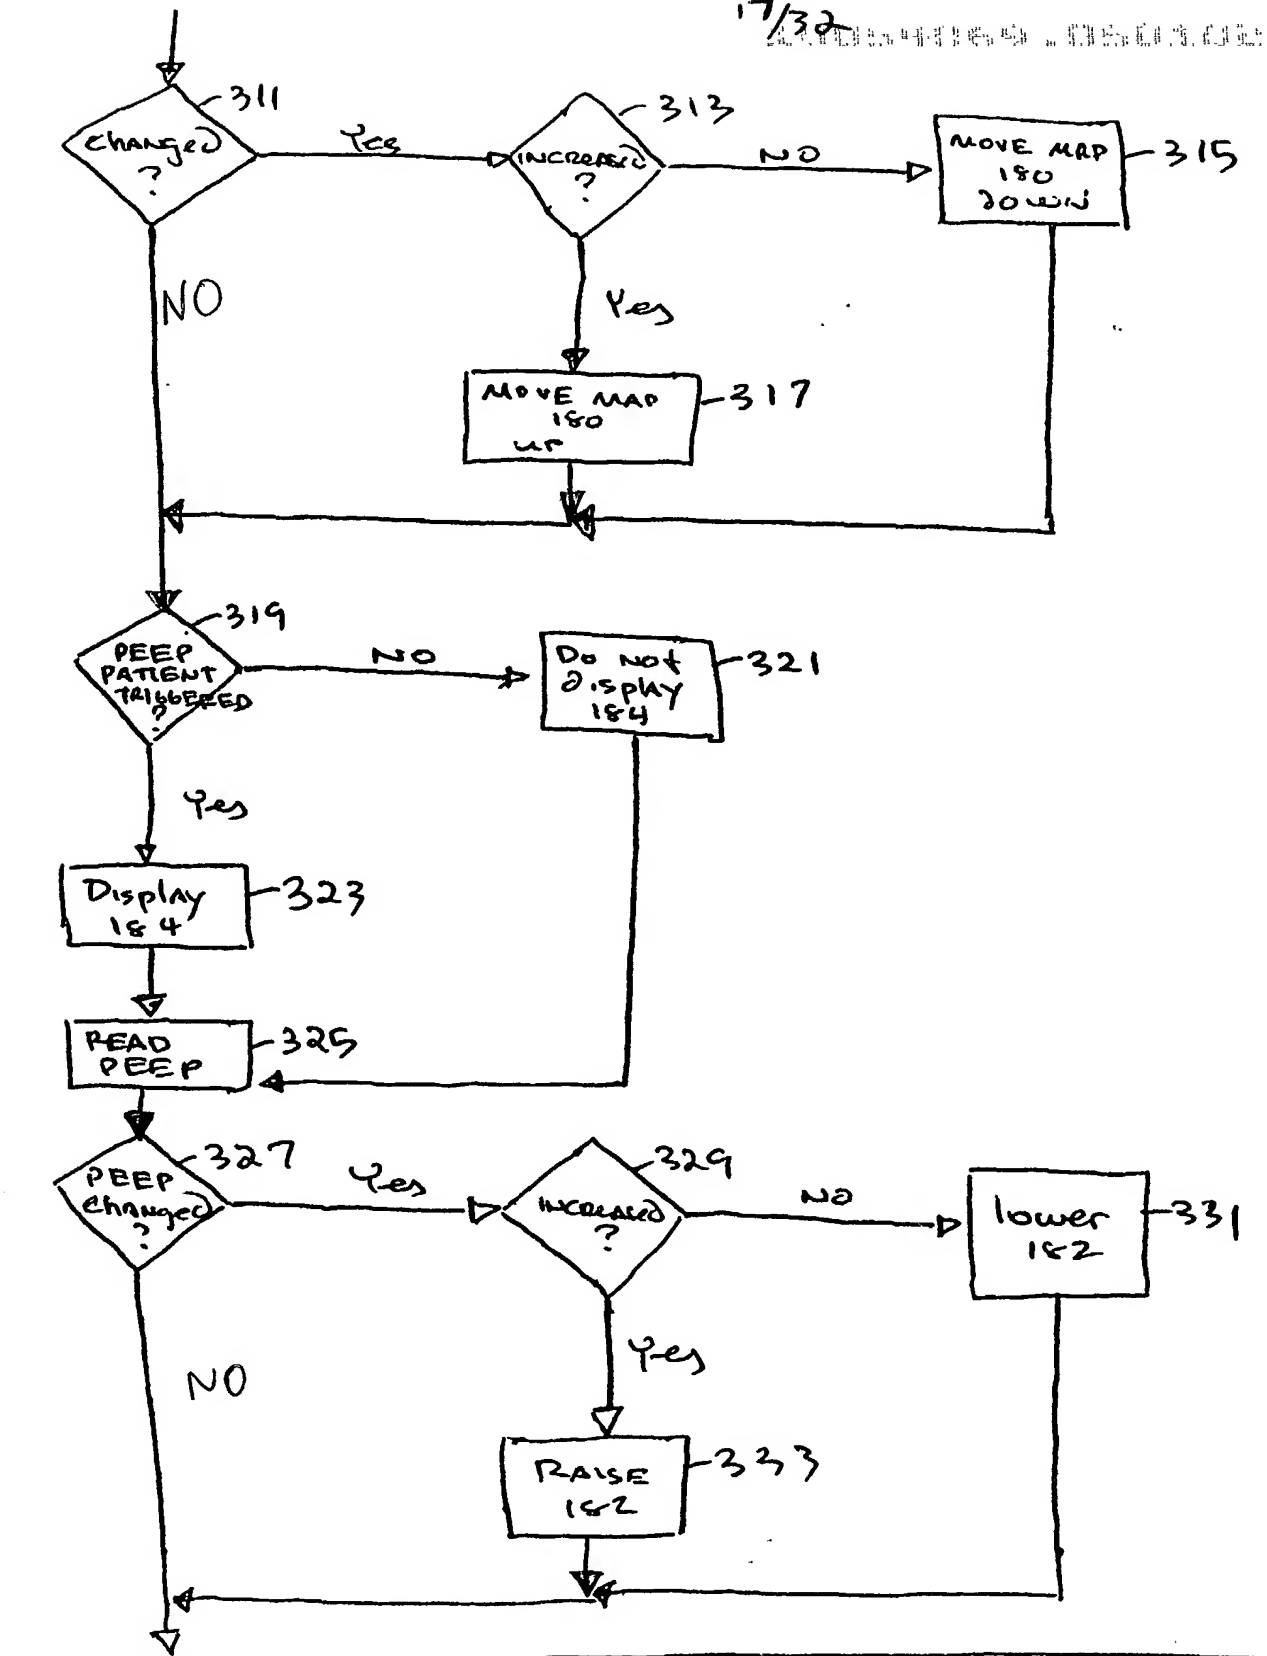 17/32
311
CHANGED
?
Yes
313
INCREASED
?
NO
MOVE MAP
180
DOWN
315
NO
Yes
MOVE MAP
180
UP
317
319
PEEP
PATIENT
TRIGGERED
?
NO
DO NOT
DISPLAY
184
321
Yes
Display
184
323
READ
PEEP
325
327
PEEP
CHANGED
?
Yes
329
INCREASED
?
NO
lower
182
331
NO
Yes
RAISE
182
333